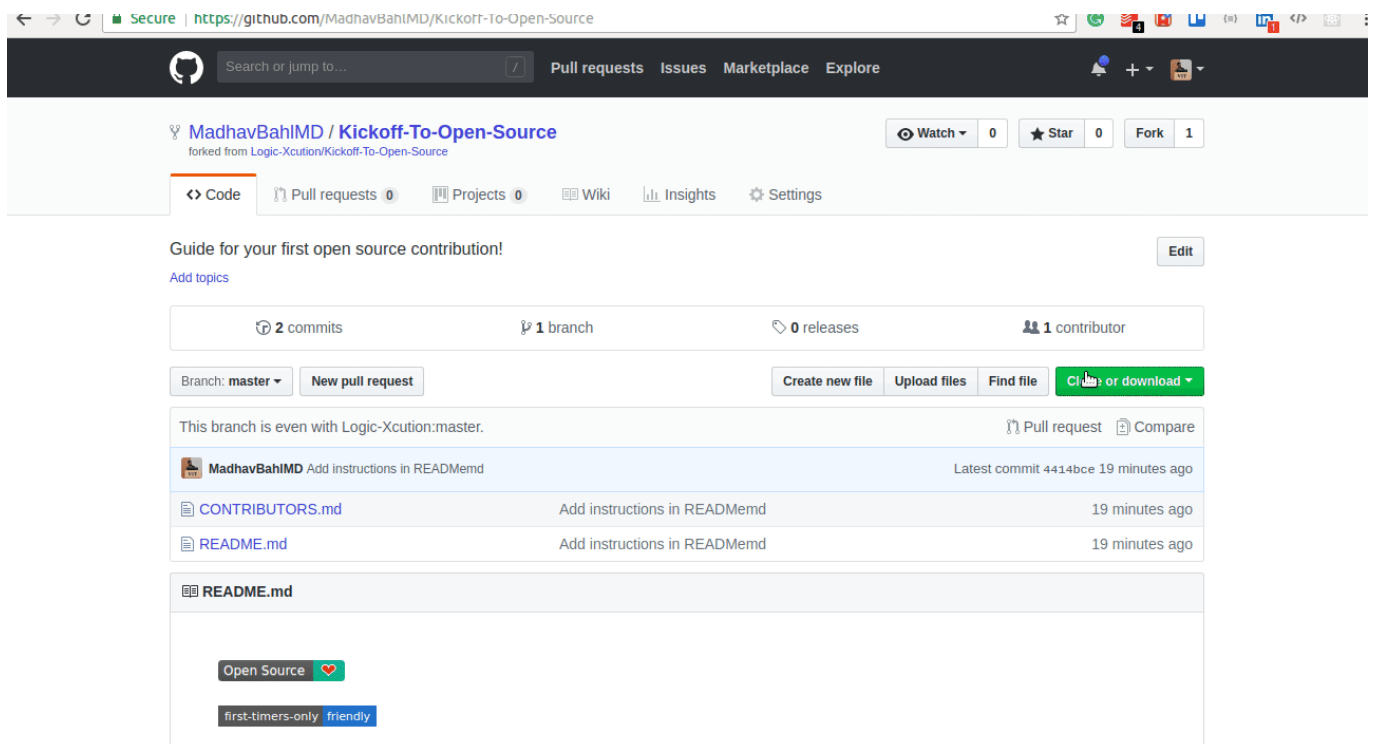 Secure | https://github.com/MadhavBahlMD/Kickoff-To-Open-Source
4
1
Search or jump to…
/
Pull requests Issues Marketplace Explore
MadhavBahlMD / Kickoff-To-Open-Source
Watch 0 Star 0 Fork 1
forked from Logic-Xcution/Kickoff-To-Open-Source
Code Pull requests 0 Projects 0 Wiki Insights Settings
Guide for your first open source contribution!
Edit
Add topics
2 commits 1 branch 0 releases 1 contributor
Branch: master New pull request Create new file Upload files Find file or download
This branch is even with Logic-Xcution:master. Pull request Compare
MadhavBahlMD Add instructions in READMemd Latest commit 4414bce 19 minutes ago
CONTRIBUTORS.md Add instructions in READMemd 19 minutes ago
README.md Add instructions in READMemd 19 minutes ago
README.md
Open Source
first-timers-only friendly